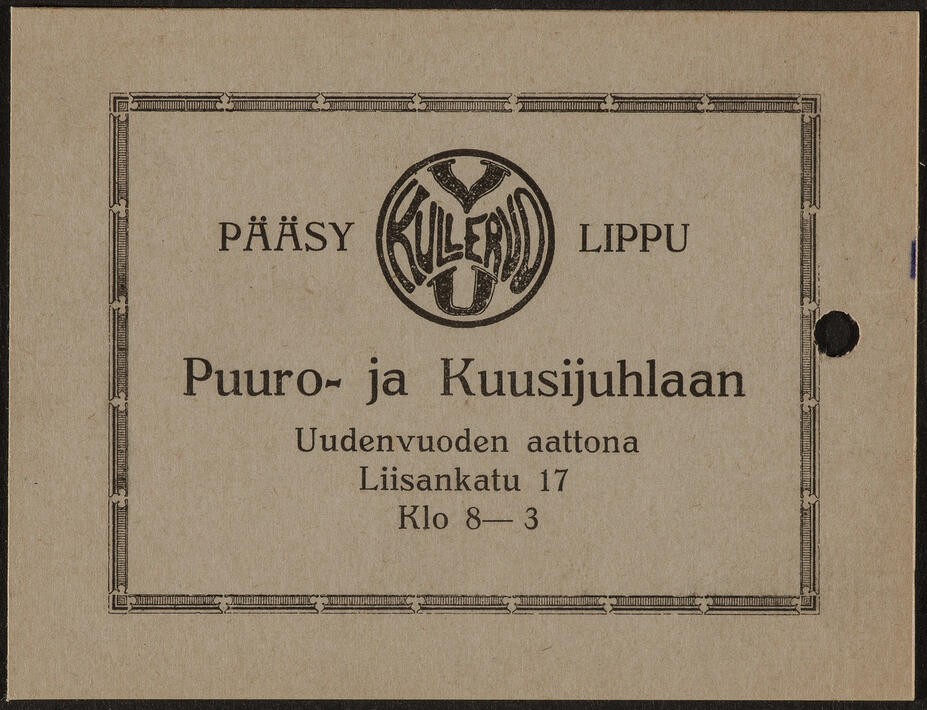 PÄÄSY V KULLERVO U LIPPU
Puuro- ja Kuusijuhlaan
Uudenvuoden aattona
Liisankatu 17
Klo 8— 3